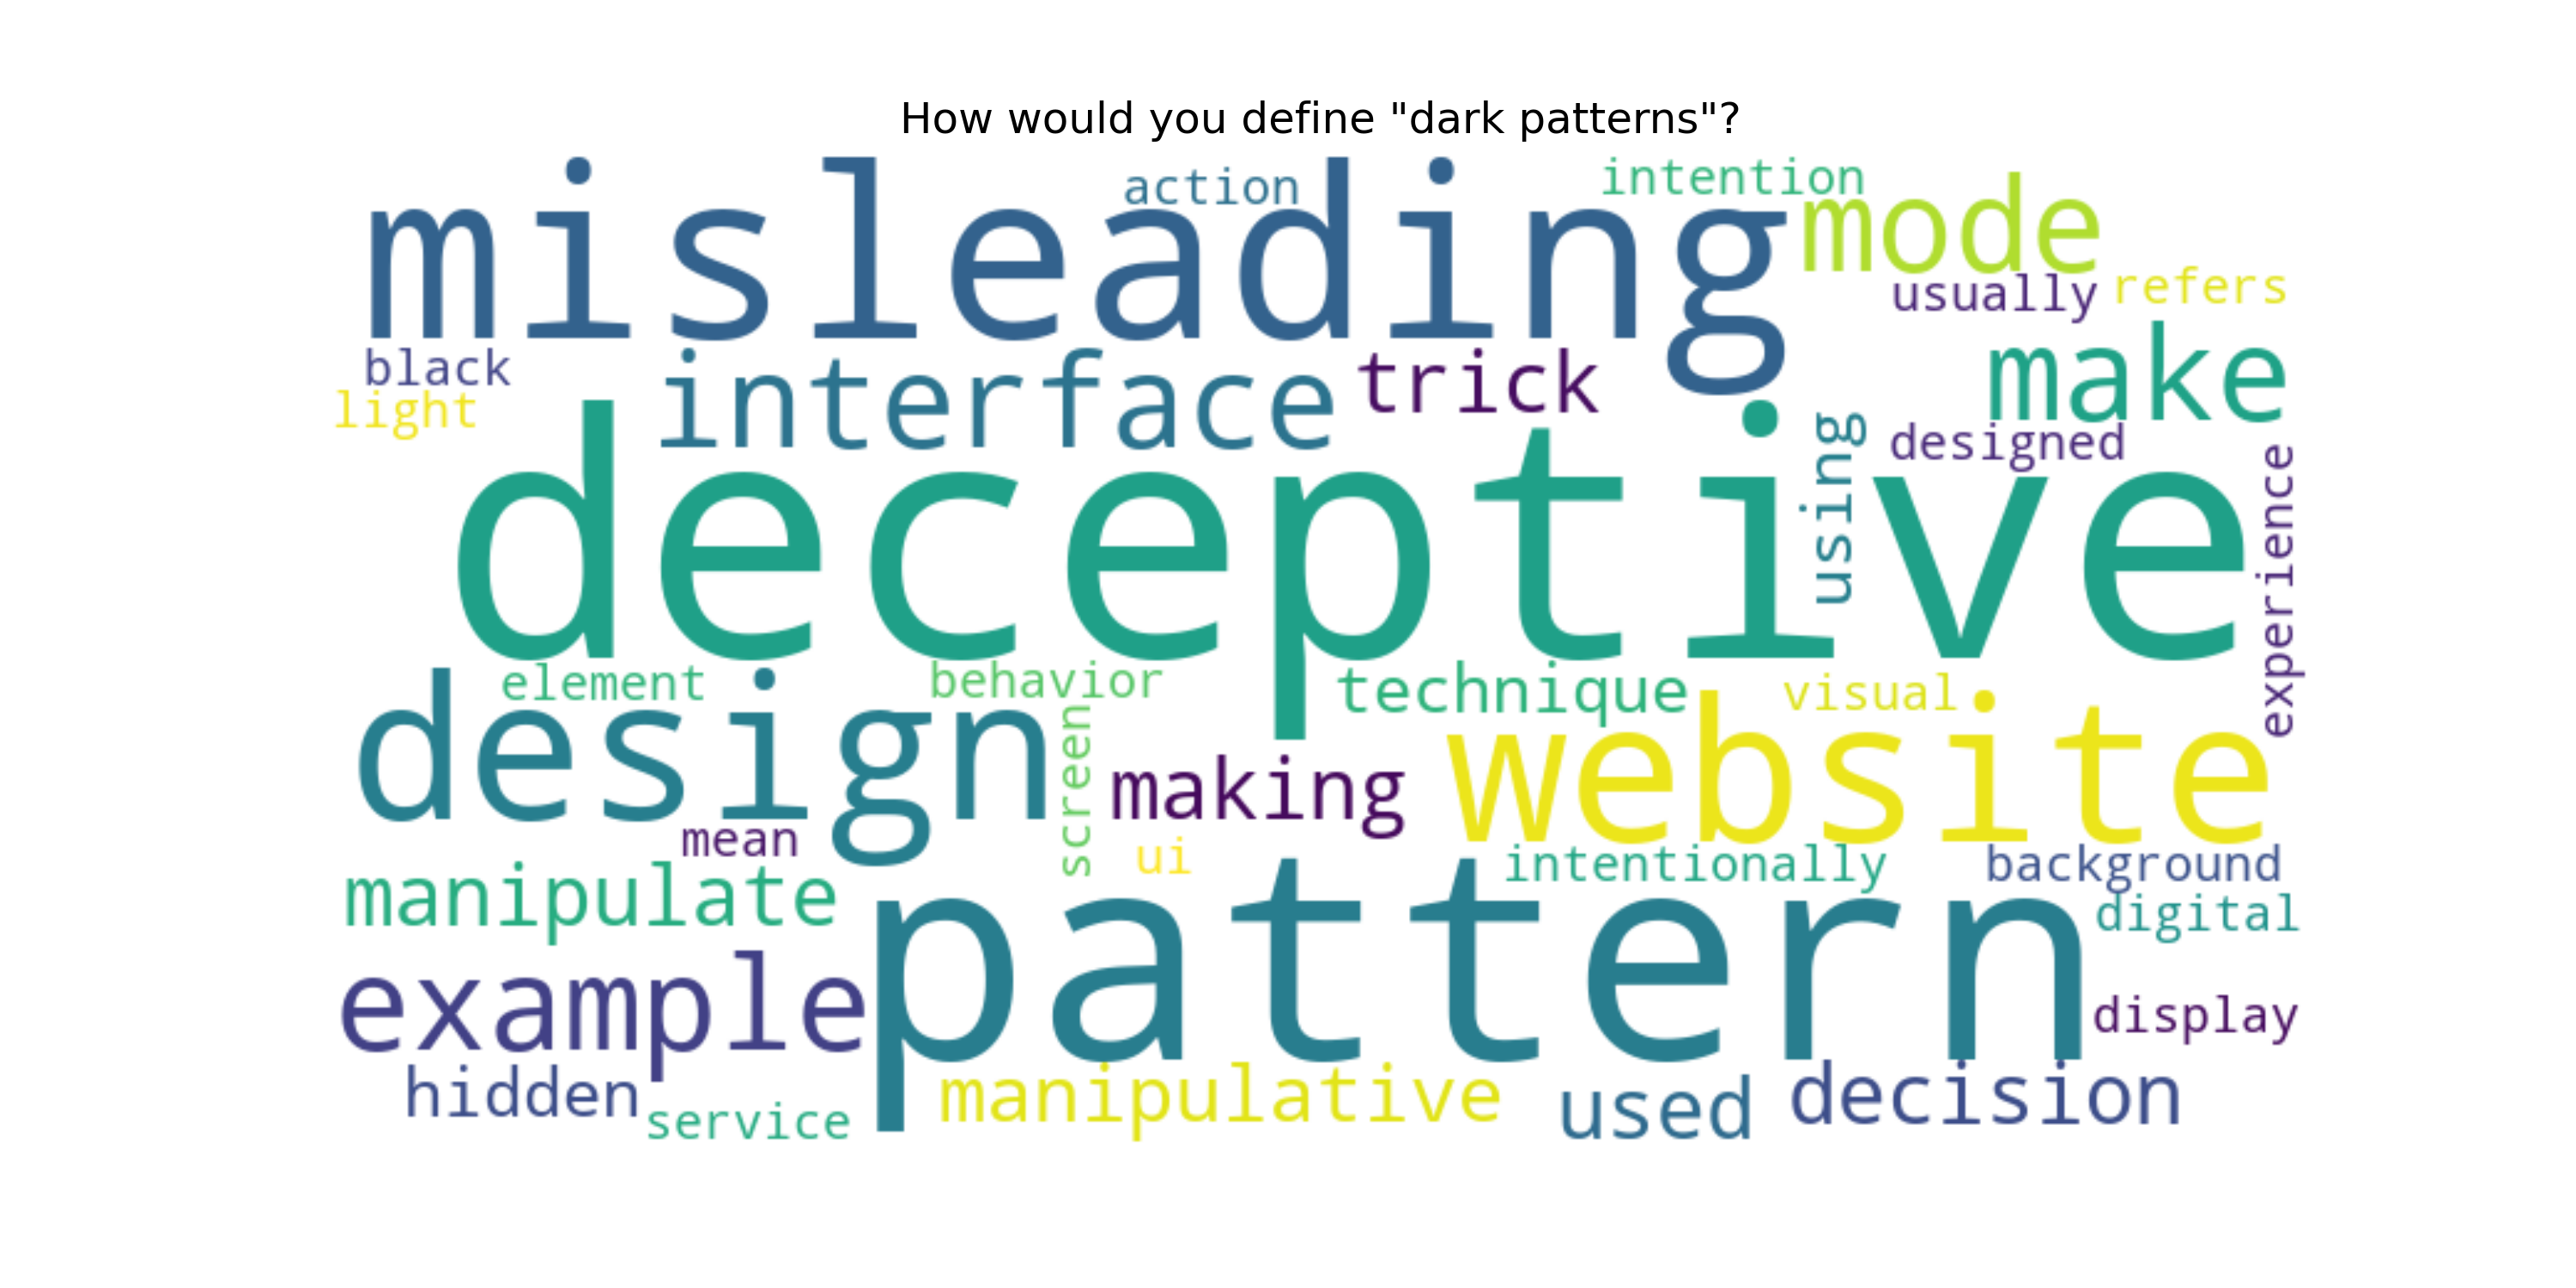 How would you define "dark patterns"?
action
intention
misleading
mode
usually
refers
black
light
interface
trick
make
designed
using
deceptive
experience
element
behavior
technique
visual
design
screen
making
website
mean
ui
intentionally
background
manipulate
digital
pattern
example
display
hidden
service
manipulative
used
decision